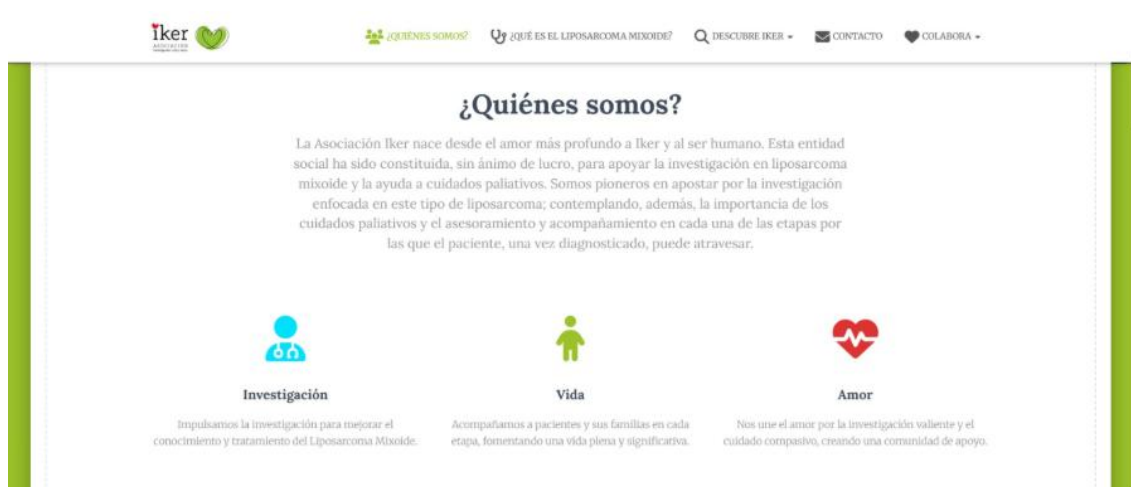 iker
ASOCIACIÓN
¿QUIÉNES SOMOS?
¿QUÉ ES EL LIPOSARCOMA MIXOIDE?
DESCUBRE IKER
CONTACTO
COLABORA
¿Quiénes somos?
La Asociación Iker nace desde el amor más profundo a Iker y al ser humano. Esta entidad
social ha sido constituida, sin ánimo de lucro, para apoyar la investigación en liposarcoma
mixoide y la ayuda a cuidados paliativos. Somos pioneros en apostar por la investigación
enfocada en este tipo de liposarcoma; contemplando, además, la importancia de los
cuidados paliativos y el asesoramiento y acompañamiento en cada una de las etapas por
las que el paciente, una vez diagnosticado, puede atravesar.
Investigación
Impulsamos la investigación para mejorar el
conocimiento y tratamiento del Liposarcoma Mixoide.
Vida
Acompañamos a pacientes y sus familias en cada
etapa, fomentando una vida plena y significativa.
Amor
Nos une el amor por la investigación valiente y el
cuidado compasivo, creando una comunidad de apoyo.